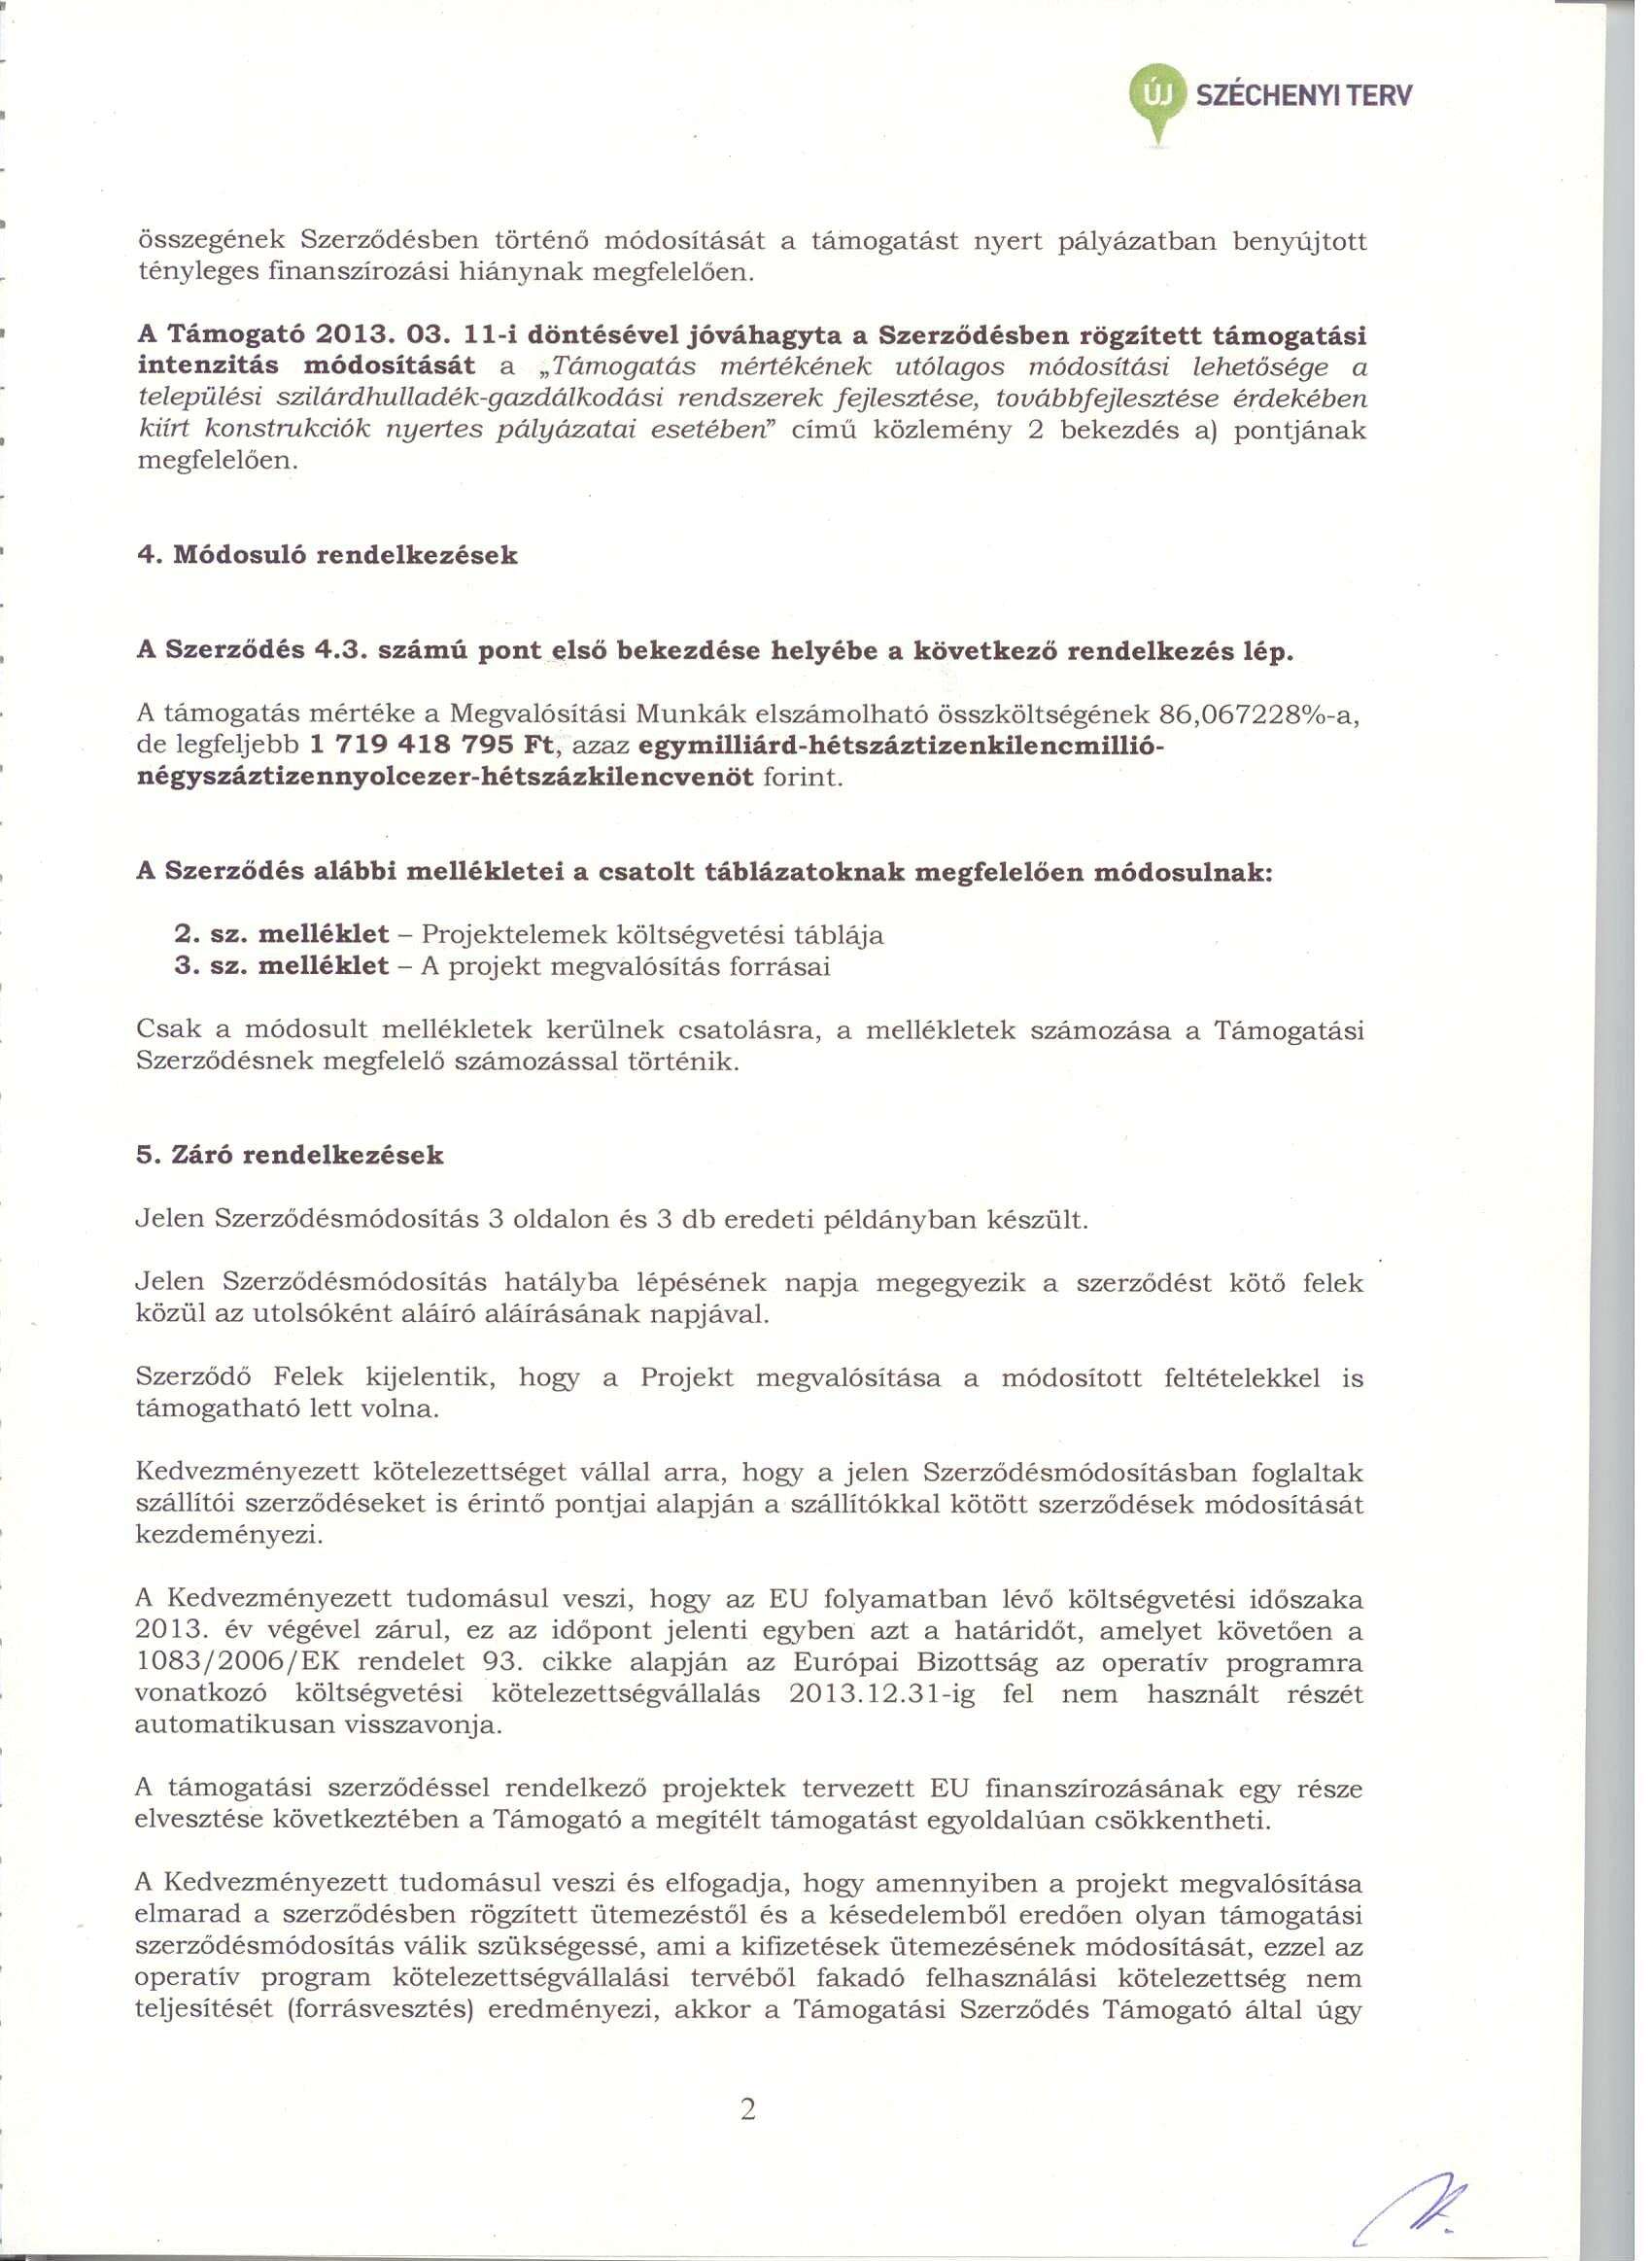 ÚJ SZÉCHENYI TERV
összegének Szerződésben történő módosítását a támogatást nyert pályázatban benyújtott
tényleges finanszírozási hiánynak megfelelően.
A Támogató 2013. 03. 11-i döntésével jóváhagyta a Szerződésben rögzített támogatási
intenzitás módosítását a „Támogatás mértékének utólagos módosítási lehetősége a
települési szilárdhulladék-gazdálkodási rendszerek fejlesztése, továbbfejlesztése érdekében
kiírt konstrukciók nyertes pályázatai esetében” című közlemény 2 bekezdés a) pontjának
megfelelően.
4. Módosuló rendelkezések
A Szerződés 4.3. számú pont első bekezdése helyébe a következő rendelkezés lép.
A támogatás mértéke a Megvalósítási Munkák elszámolható összköltségének 86,067228%-a,
de legfeljebb 1 719 418 795 Ft, azaz egymilliárd-hétszáztizenkilencmillió-
négyszáztizennyolcezer-hétszázkilencvenöt forint.
A Szerződés alábbi mellékletei a csatolt táblázatoknak megfelelően módosulnak:
2. sz. melléklet – Projektelemek költségvetési táblája
3. sz. melléklet – A projekt megvalósítás forrásai
Csak a módosult mellékletek kerülnek csatolásra, a mellékletek számozása a Támogatási
Szerződésnek megfelelő számozással történik.
5. Záró rendelkezések
Jelen Szerződésmódosítás 3 oldalon és 3 db eredeti példányban készült.
Jelen Szerződésmódosítás hatályba lépésének napja megegyezik a szerződést kötő felek
közül az utolsóként aláíró aláírásának napjával.
Szerződő Felek kijelentik, hogy a Projekt megvalósítása a módosított feltételekkel is
támogatható lett volna.
Kedvezményezett kötelezettséget vállal arra, hogy a jelen Szerződésmódosításban foglaltak
szállítói szerződéseket is érintő pontjai alapján a szállítókkal kötött szerződések módosítását
kezdeményezi.
A Kedvezményezett tudomásul veszi, hogy az EU folyamatban lévő költségvetési időszaka
2013. év végével zárul, ez az időpont jelenti egyben azt a határidőt, amelyet követően a
1083/2006/EK rendelet 93. cikke alapján az Európai Bizottság az operatív programra
vonatkozó költségvetési kötelezettségvállalás 2013.12.31-ig fel nem használt részét
automatikusan visszavonja.
A támogatási szerződéssel rendelkező projektek tervezett EU finanszírozásának egy része
elvesztése következtében a Támogató a megítélt támogatást egyoldalúan csökkentheti.
A Kedvezményezett tudomásul veszi és elfogadja, hogy amennyiben a projekt megvalósítása
elmarad a szerződésben rögzített ütemezéstől és a késedelemből eredően olyan támogatási
szerződésmódosítás válik szükségessé, ami a kifizetések ütemezésének módosítását, ezzel az
operatív program kötelezettségvállalási tervéből fakadó felhasználási kötelezettség nem
teljesítését (forrásvesztés) eredményezi, akkor a Támogatási Szerződés Támogató által úgy
2